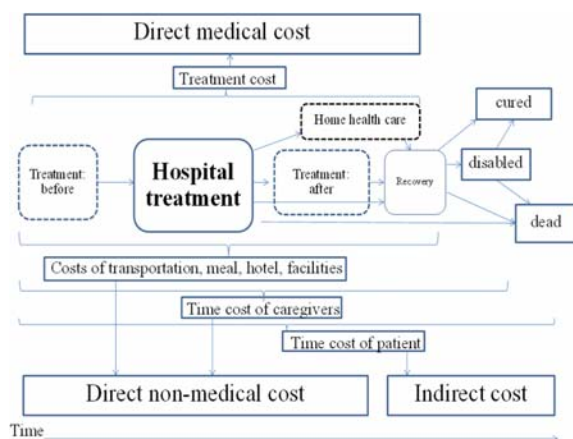 Direct medical cost
Treatment cost
Home health care
cured
Treatment:
before
Hospital
treatment
Treatment:
after
Recovery
disabled
dead
Costs of transportation, meal, hotel, facilities
Time cost of caregivers
Time cost of patient
Direct non-medical cost
Indirect cost
Time